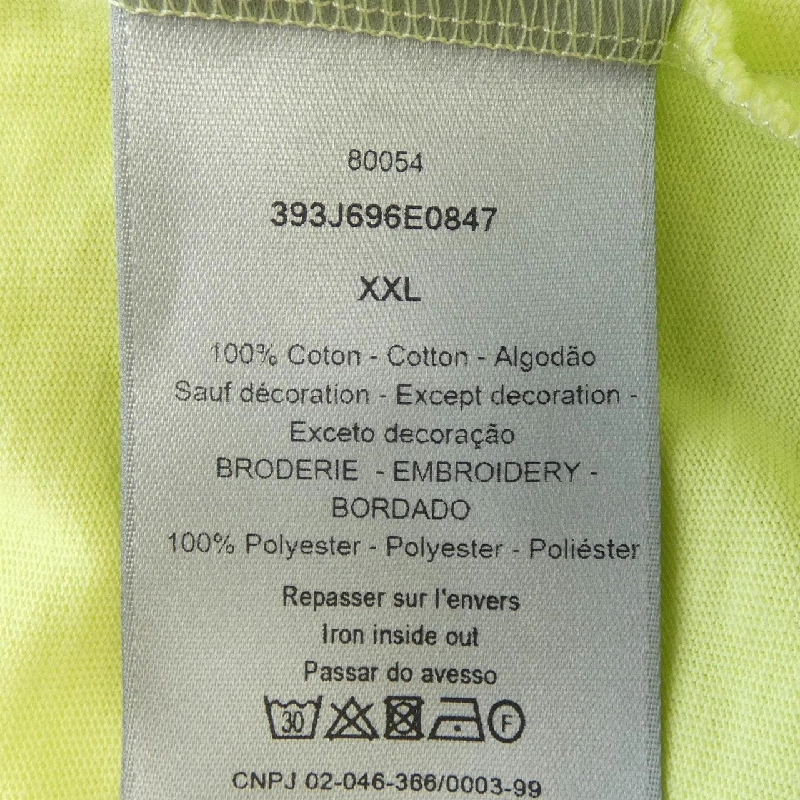 80054
393J696E0847
XXL
100% Coton - Cotton - Algodão
Sauf décoration - Except decoration -
Exceto decoração
BRODERIE - EMBROIDERY -
BORDADO
100% Polyester - Polyester - Poliéster
Repasser sur l'envers
Iron inside out
Passar do avesso
30 F
CNPJ 02-046-366/0003-99